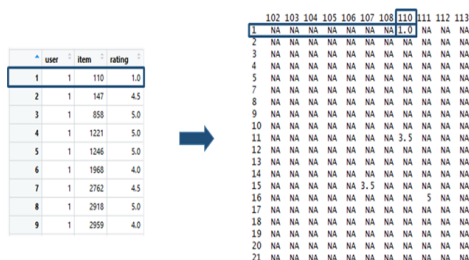 user item rating
1 1 110 1.0
2 1 147 4.5
3 1 858 5.0
4 1 1221 5.0
5 1 1246 5.0
6 1 1968 4.0
7 1 2762 4.5
8 1 2918 5.0
9 1 2959 4.0
102 103 104 105 106 107 108 110 111 112 113
1 NA NA NA NA NA NA NA 1.0 NA NA NA
2 NA NA NA NA NA NA NA NA NA NA NA
3 NA NA NA NA NA NA NA NA NA NA NA
4 NA NA NA NA NA NA NA NA NA NA NA
5 NA NA NA NA NA NA NA NA NA NA NA
7 NA NA NA NA NA NA NA NA NA NA NA
8 NA NA NA NA NA NA NA NA NA NA NA
9 NA NA NA NA NA NA NA NA NA NA NA
10 NA NA NA NA NA NA NA NA NA NA NA
11 NA NA NA NA NA NA NA 3.5 NA NA NA
12 NA NA NA NA NA NA NA NA NA NA NA
13 NA NA NA NA NA NA NA NA NA NA NA
14 NA NA NA NA NA NA NA NA NA NA NA
15 NA NA NA NA NA 3.5 NA NA NA NA NA
16 NA NA NA NA NA NA NA NA 5 NA NA
17 NA NA NA NA NA NA NA NA NA NA NA
18 NA NA NA NA NA NA NA NA NA NA NA
19 NA NA NA NA NA NA NA NA NA NA NA
20 NA NA NA NA NA NA NA NA NA NA NA
21 NA NA NA NA NA NA NA NA NA NA NA